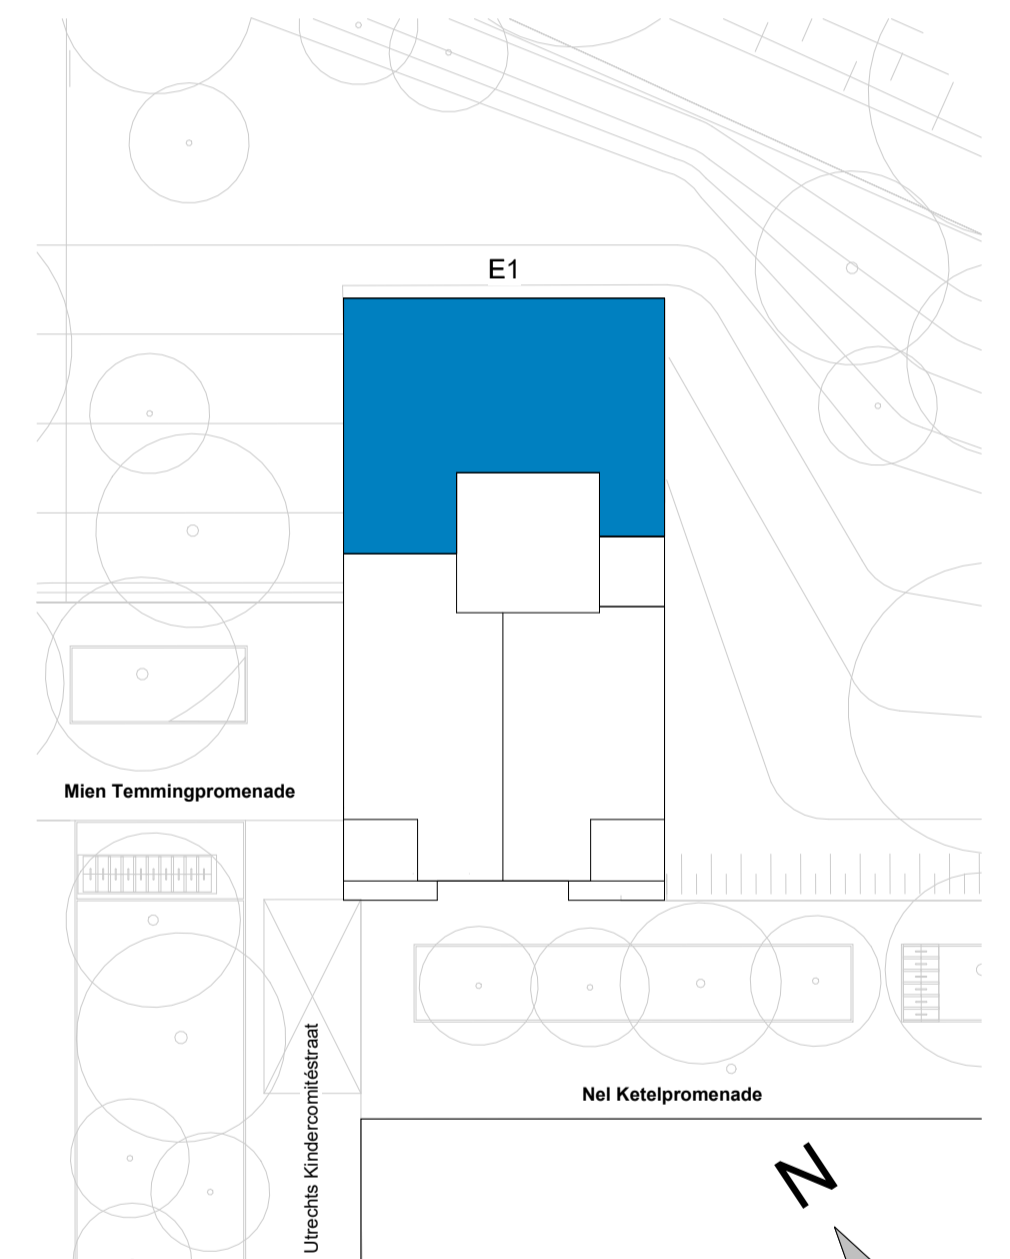 E1
Mien Temmingpromenade
Utrechts Kindercomitéstraat
Nel Ketelpromenade
N